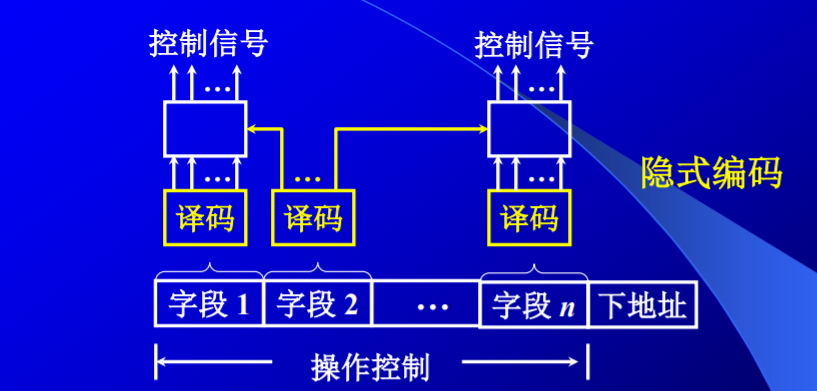 控制信号 控制信号
… …
隐式编码
… … …
译码 译码 译码
字段 1 字段 2 … 字段 n 下地址
操作控制